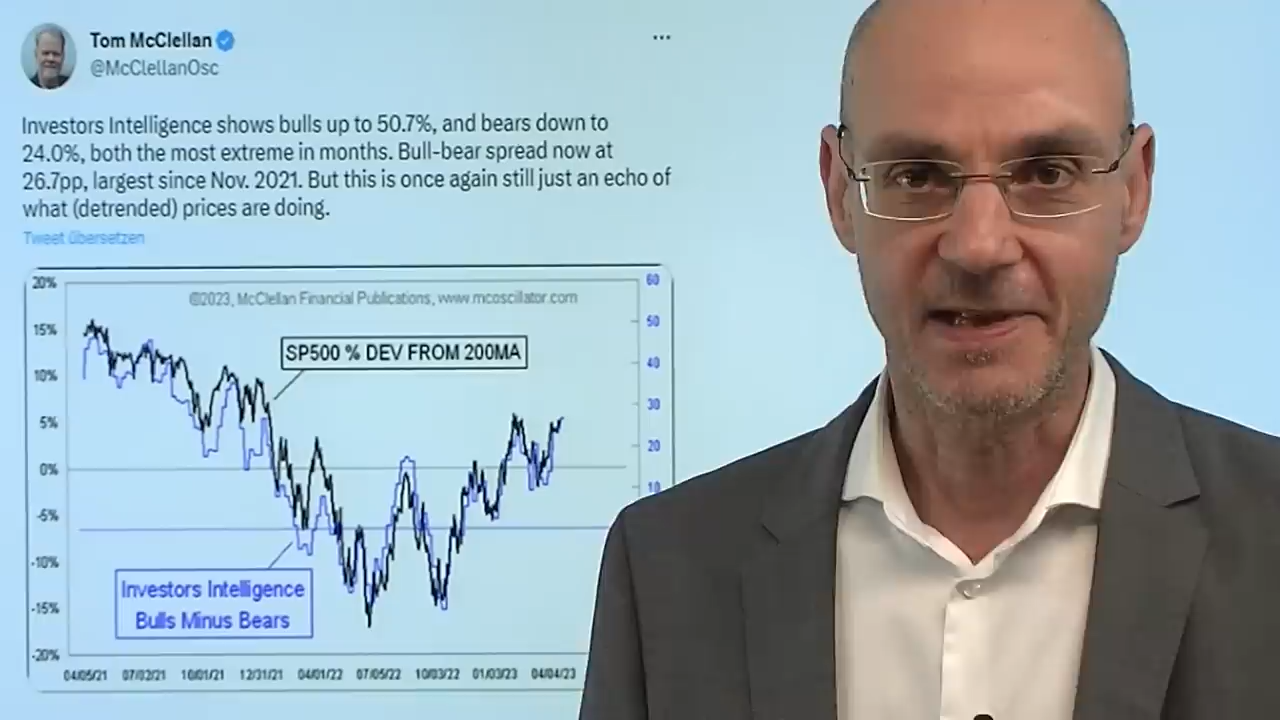 Tom McClellan
@McClellanOsc
Investors Intelligence shows bulls up to 50.7%, and bears down to
24.0%, both the most extreme in months. Bull-bear spread now at
26.7pp, largest since Nov. 2021. But this is once again still just an echo of
what (detrended) prices are doing.
Tweet übersetzen
20%
60
©2023, McClellan Financial Publications, www.mcoscillator.com
15%
50
SP500 % DEV FROM 200MA
10%
40
5%
30
0%
20
-5%
10
-10%
Investors Intelligence
Bulls Minus Bears
-15%
-20%
04/05/21 07/02/21 10/01/21 12/31/21 04/01/22 07/05/22 10/03/22 01/03/23 04/04/23